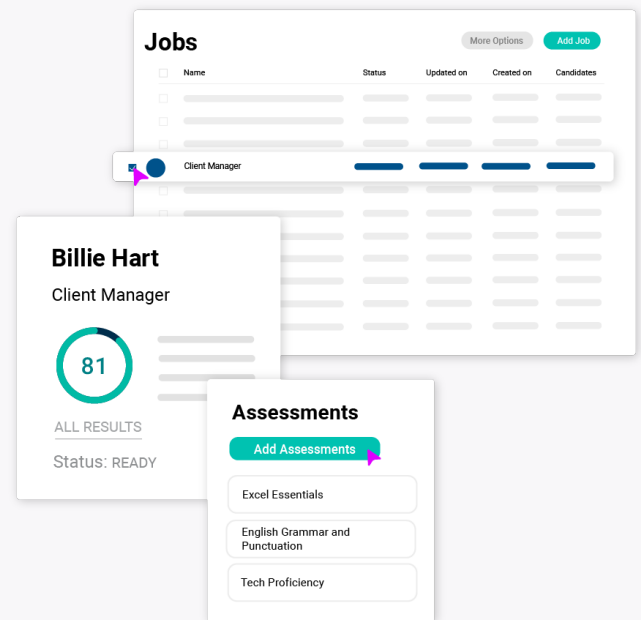 Jobs
More Options
Add Job
Name
Status
Updated on
Created on
Candidates
Client Manager
Billie Hart
Client Manager
81
ALL RESULTS
Status: READY
Assessments
Add Assessments
Excel Essentials
English Grammar and
Punctuation
Tech Proficiency